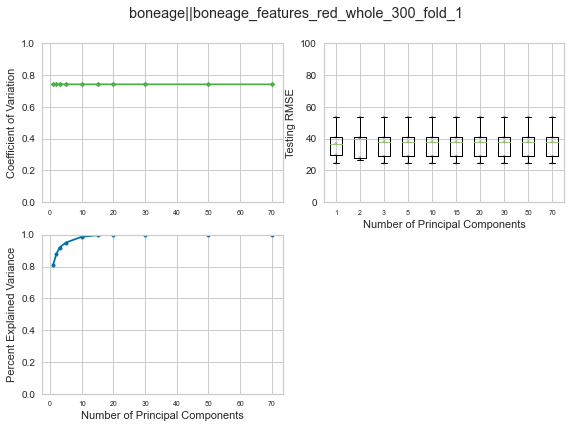 boneage||boneage_features_red_whole_300_fold_1
Coefficient of Variation
1.0
0.8
0.6
0.4
0.2
0.0
0 10 20 30 40 50 60 70
Testing RMSE
100
80
60
40
20
0
1 2 3 5 10 15 20 30 50 70
Number of Principal Components
Percent Explained Variance
1.0
0.8
0.6
0.4
0.2
0.0
0 10 20 30 40 50 60 70
Number of Principal Components